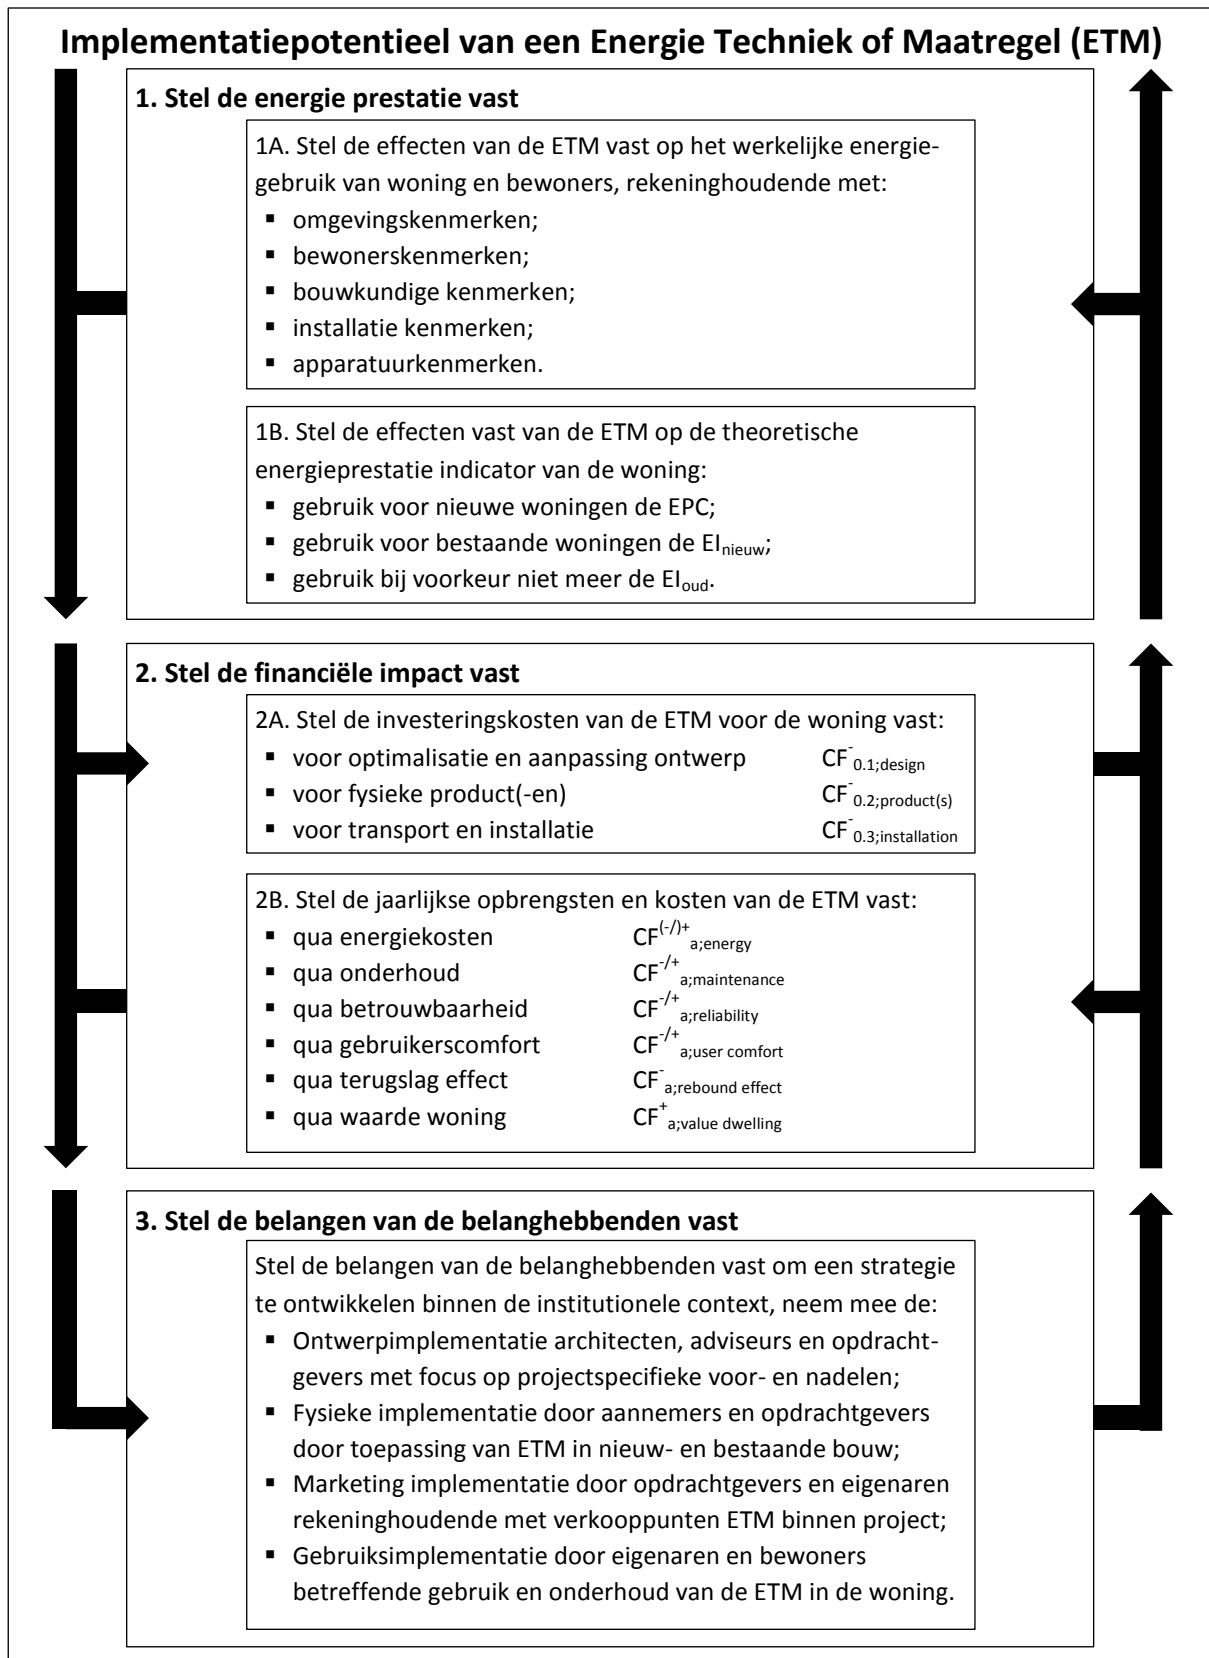 Implementatiepotentieel van een Energie Techniek of Maatregel (ETM)
1. Stel de energie prestatie vast
1A. Stel de effecten van de ETM vast op het werkelijke energie-
gebruik van woning en bewoners, rekeninghoudende met:
▪ omgevingskenmerken;
▪ bewonerskenmerken;
▪ bouwkundige kenmerken;
▪ installatie kenmerken;
▪ apparatuurkenmerken.
1B. Stel de effecten vast van de ETM op de theoretische
energieprestatie indicator van de woning:
▪ gebruik voor nieuwe woningen de EPC;
▪ gebruik voor bestaande woningen de EI_nieuw;
▪ gebruik bij voorkeur niet meer de EI_oud.
2. Stel de financiële impact vast
2A. Stel de investeringskosten van de ETM voor de woning vast:
▪ voor optimalisatie en aanpassing ontwerp CF^-_0.1;design
▪ voor fysieke product(-en) CF^-_0.2;product(s)
▪ voor transport en installatie CF^-_0.3;installation
2B. Stel de jaarlijkse opbrengsten en kosten van de ETM vast:
▪ qua energiekosten CF^(-/)+_a;energy
▪ qua onderhoud CF^-/+_a;maintenance
▪ qua betrouwbaarheid CF^-/+_a;reliability
▪ qua gebruikerscomfort CF^-/+_a;user comfort
▪ qua terugslag effect CF^-_a;rebound effect
▪ qua waarde woning CF^+_a;value dwelling
3. Stel de belangen van de belanghebbenden vast
Stel de belangen van de belanghebbenden vast om een strategie
te ontwikkelen binnen de institutionele context, neem mee de:
▪ Ontwerpimplementatie architecten, adviseurs en opdracht-
gevers met focus op projectspecifieke voor- en nadelen;
▪ Fysieke implementatie door aannemers en opdrachtgevers
door toepassing van ETM in nieuw- en bestaande bouw;
▪ Marketing implementatie door opdrachtgevers en eigenaren
rekeninghoudende met verkooppunten ETM binnen project;
▪ Gebruiksimplementatie door eigenaren en bewoners
betreffende gebruik en onderhoud van de ETM in de woning.